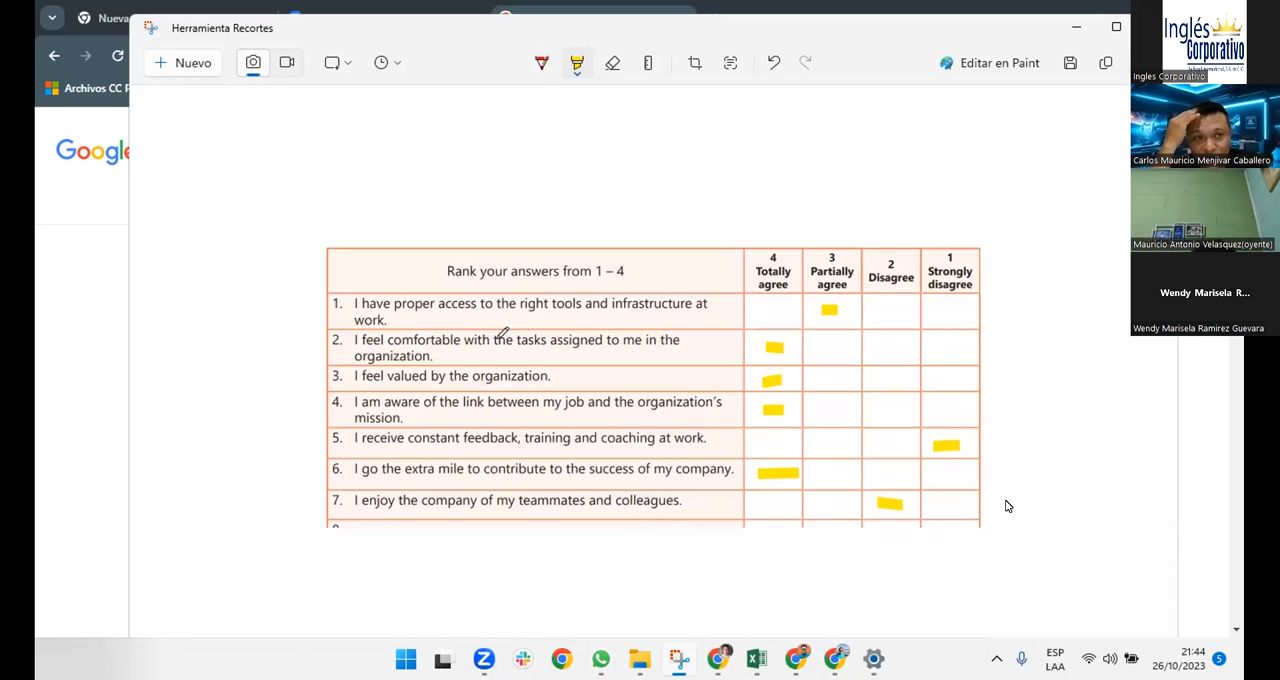 Nueva
Herramienta Recortes
Nuevo
Editar en Paint
Archivos CC P
Google
Inglés
Corporativo
Ingles Corporativo
Carlos Mauricio Menjivar Caballero
Mauricio Antonio Velasquez(oyente)
Wendy Marisela R...
Wendy Marisela Ramirez Guevara
Rank your answers from 1 – 4
4
Totally
agree
3
Partially
agree
2
Disagree
1
Strongly
disagree
1. I have proper access to the right tools and infrastructure at
work.
2. I feel comfortable with the tasks assigned to me in the
organization.
3. I feel valued by the organization.
4. I am aware of the link between my job and the organization's
mission.
5. I receive constant feedback, training and coaching at work.
6. I go the extra mile to contribute to the success of my company.
7. I enjoy the company of my teammates and colleagues.
ESP
LAA
21:44
26/10/2023
5